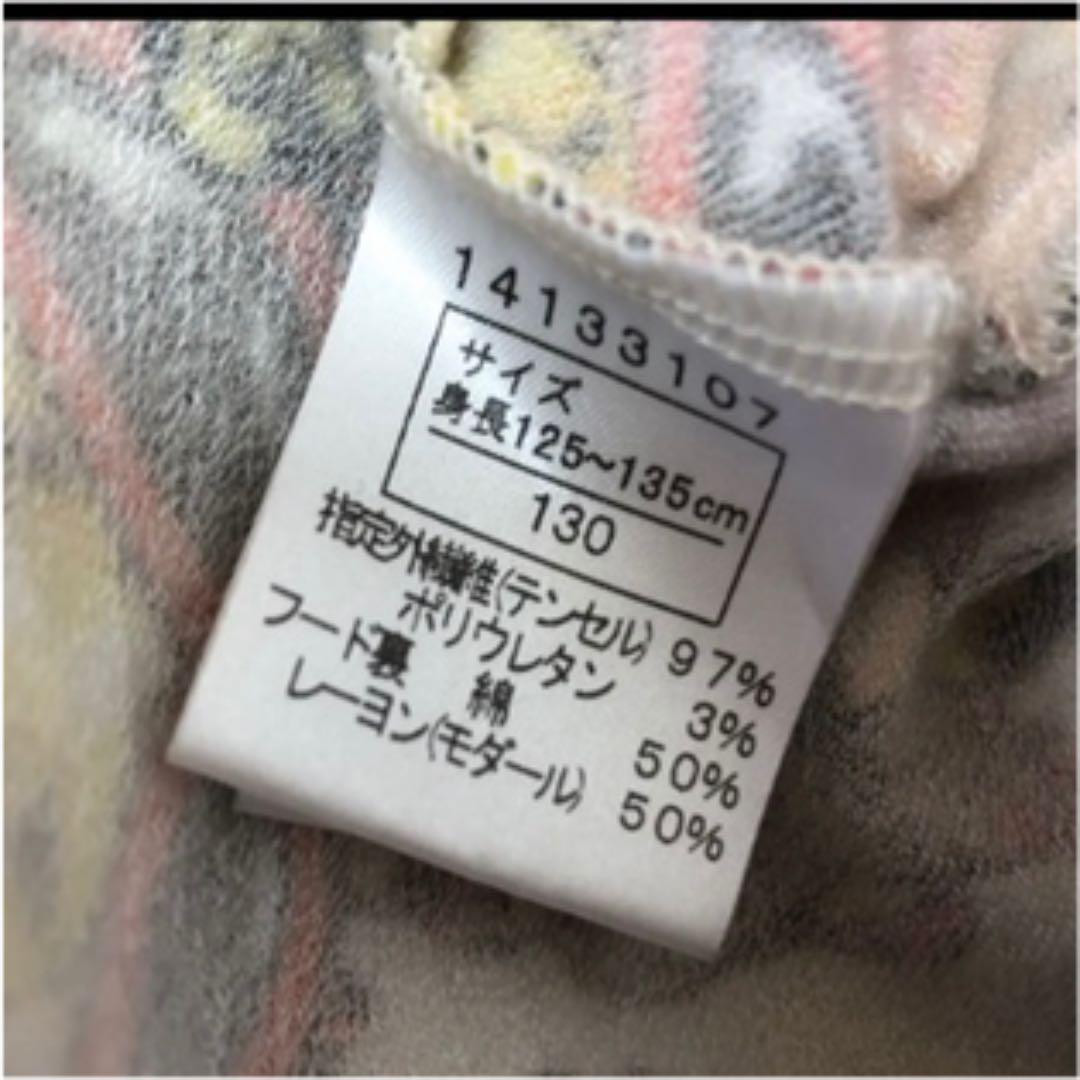 14133107
サイズ
身長125~135cm
130
指定外繊維(テンセル) 97%
ポリウレタン 3%
フード裏 綿 50%
レーヨン(モダール) 50%